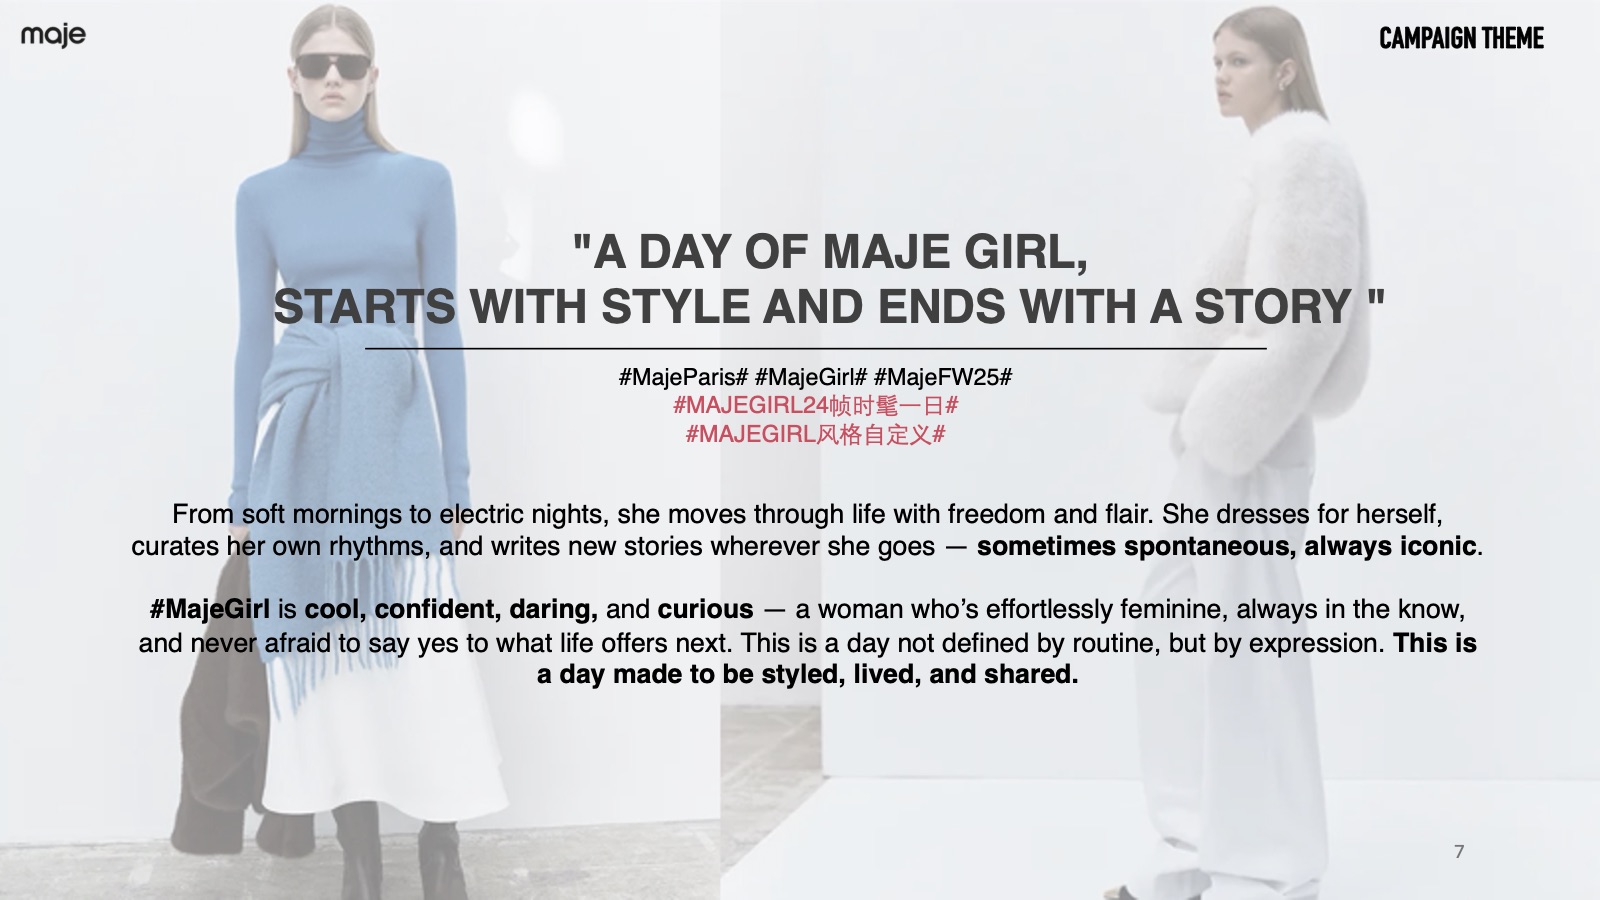 maje
CAMPAIGN THEME
"A DAY OF MAJE GIRL,
STARTS WITH STYLE AND ENDS WITH A STORY "
#MajeParis# #MajeGirl# #MajeFW25#
#MAJEGIRL24帧时髦一日#
#MAJEGIRL风格自定义#
From soft mornings to electric nights, she moves through life with freedom and flair. She dresses for herself,
curates her own rhythms, and writes new stories wherever she goes — sometimes spontaneous, always iconic.
#MajeGirl is cool, confident, daring, and curious — a woman who’s effortlessly feminine, always in the know,
and never afraid to say yes to what life offers next. This is a day not defined by routine, but by expression. This is
a day made to be styled, lived, and shared.
7